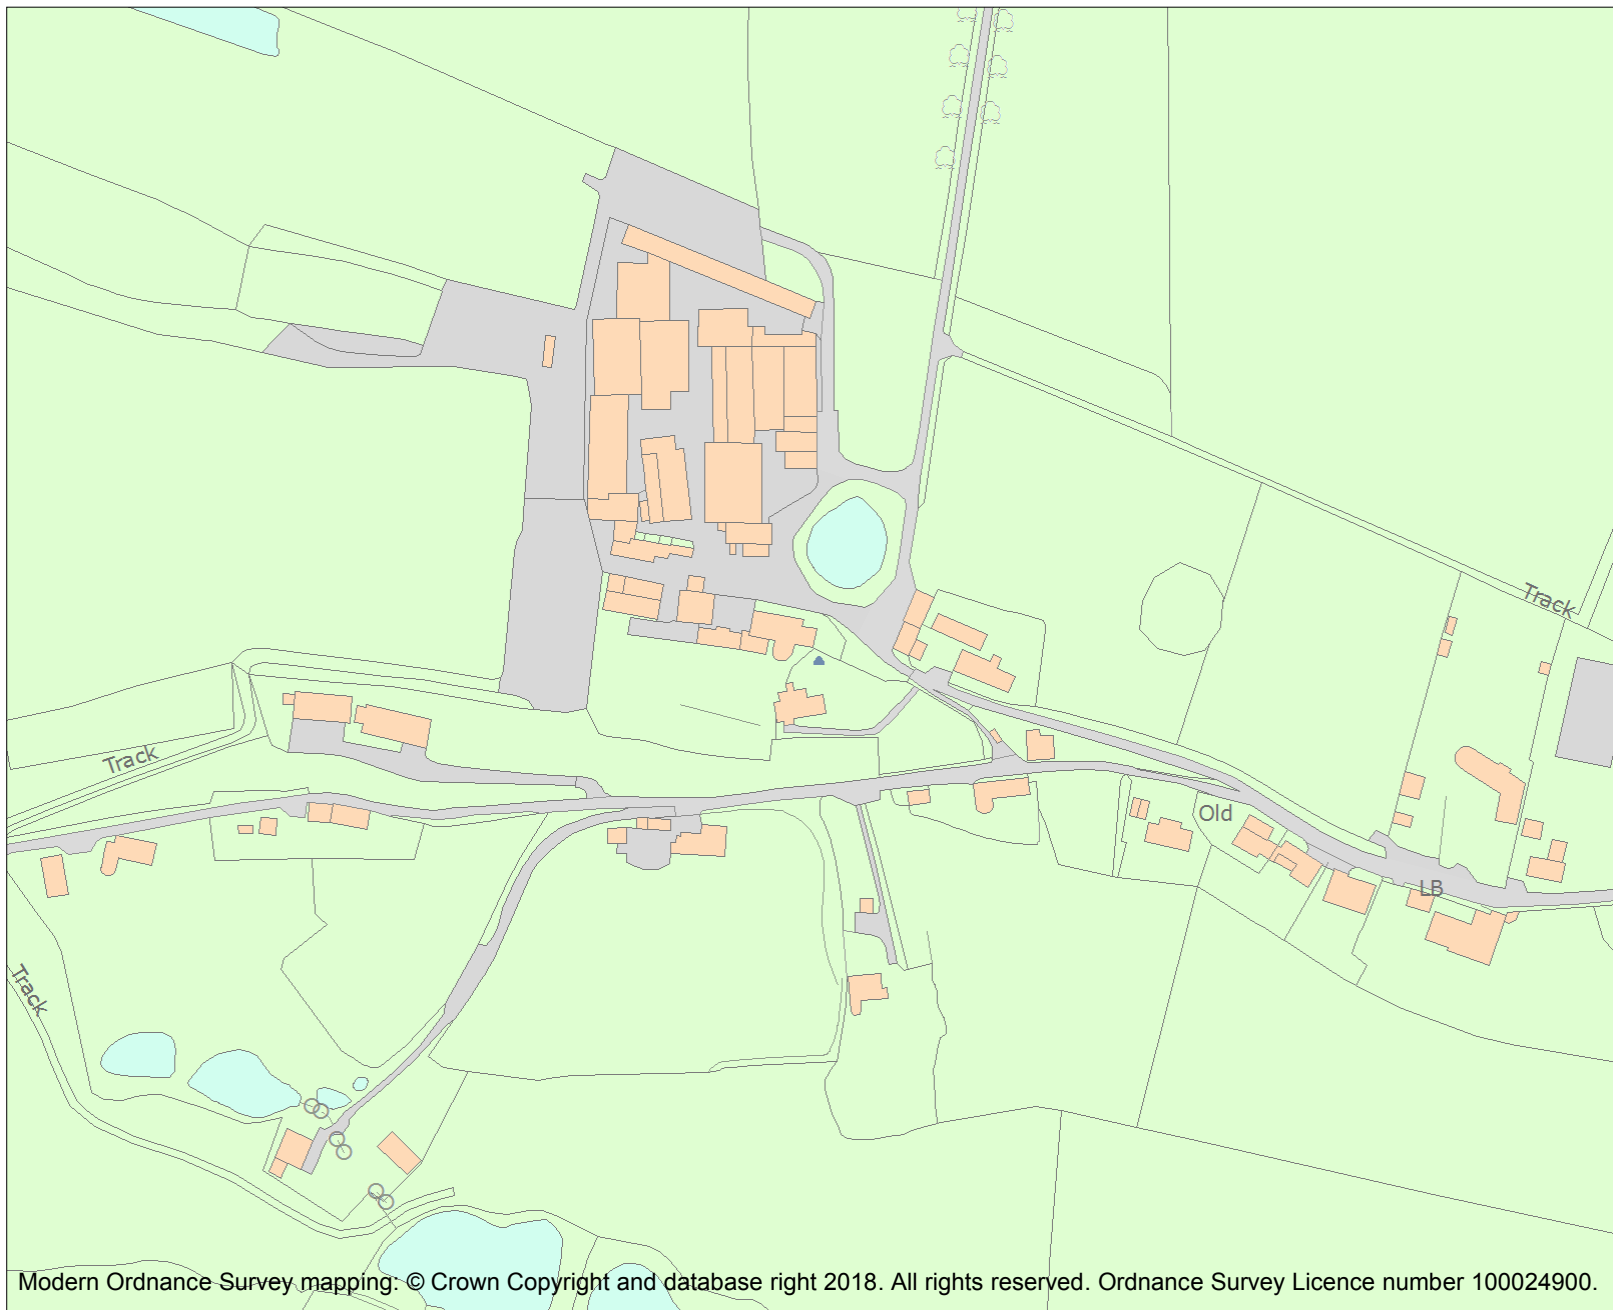 Track
Track
Old
LB
Track
Modern Ordnance Survey mapping: © Crown Copyright and database right 2018. All rights reserved. Ordnance Survey Licence number 100024900.